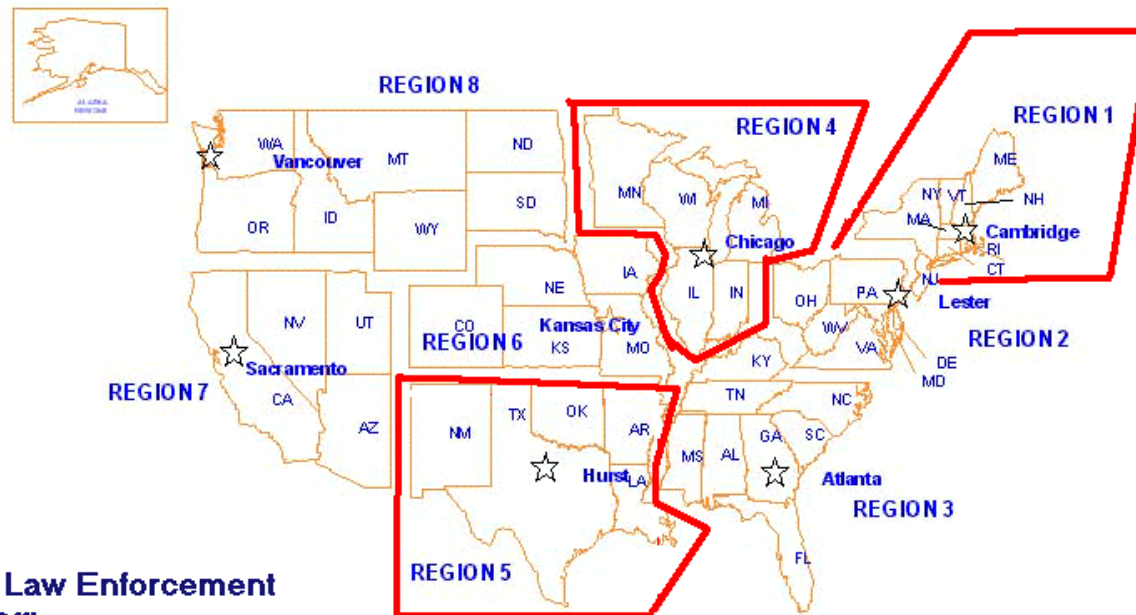 ALASKA
REGION 8
REGION 4
REGION 1
WA
Vancouver
MT
ND
ME
MN
WI
MI
NY
VT
NH
SD
OR
ID
WY
MA
Cambridge
Chicago
RI
CT
IA
NE
IL
IN
OH
PA
NJ
Lester
NV
UT
CO
Kansas City
WV
REGION 2
REGION 6
KS
MO
KY
VA
DE
MD
Sacramento
REGION 7
CA
TN
NC
AZ
NM
TX
OK
AR
GA
SC
MS
AL
Hurst
LA
Atlanta
REGION 3
FL
REGION 5
Law Enforcement